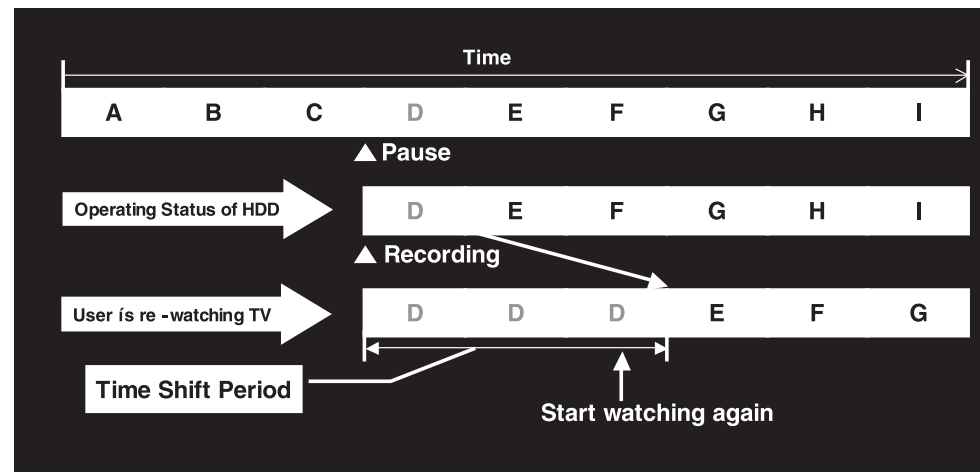 Time
A B C D E F G H I
▲ Pause
Operating Status of HDD
D E F G H I
▲ Recording
User ís re -watching TV
D D D E F G
Time Shift Period
Start watching again